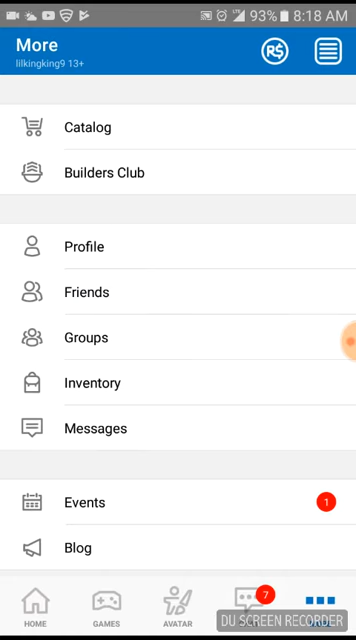 LTE 93% 8:18 AM
More
R$
lilkingking9 13+
Catalog
Builders Club
Profile
Friends
Groups
Inventory
Messages
Events 1
Blog
7
HOME GAMES AVATAR
DU SCREEN RECORDER